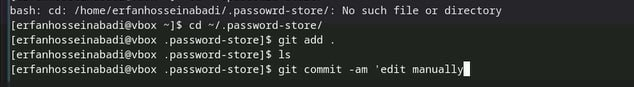 bash: cd: /home/erfanhosseinabadi/.passowrd-store/: No such file or directory
[erfanhosseinabadi@vbox ~]$ cd ~/.password-store/
[erfanhosseinabadi@vbox .password-store]$ git add .
[erfanhosseinabadi@vbox .password-store]$ ls
[erfanhosseinabadi@vbox .password-store]$ git commit -am 'edit manually